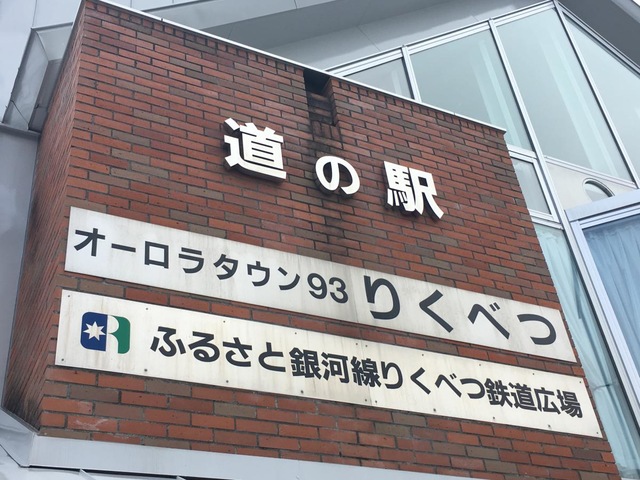 道の駅
オーロラタウン93 りくべつ
ふるさと銀河線りくべつ鉄道広場